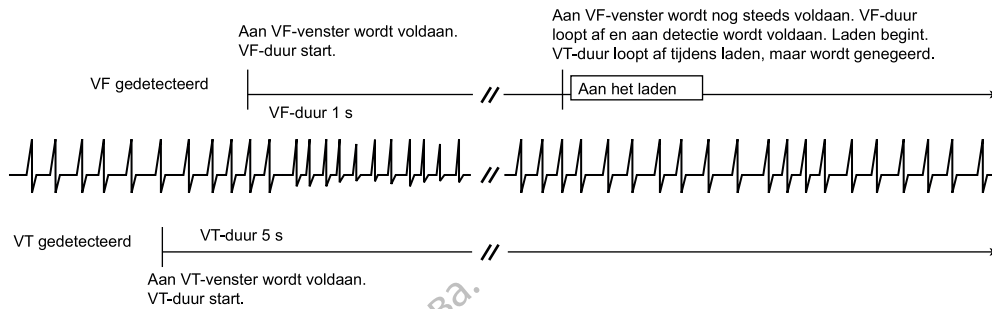 Aan VF-venster wordt voldaan.
VF-duur start.
Aan VF-venster wordt nog steeds voldaan. VF-duur
loopt af en aan detectie wordt voldaan. Laden begint.
VT-duur loopt af tijdens laden, maar wordt genegeerd.
VF gedetecteerd
Aan het laden
VF-duur 1 s
VT gedetecteerd
VT-duur 5 s
Aan VT-venster wordt voldaan.
VT-duur start.